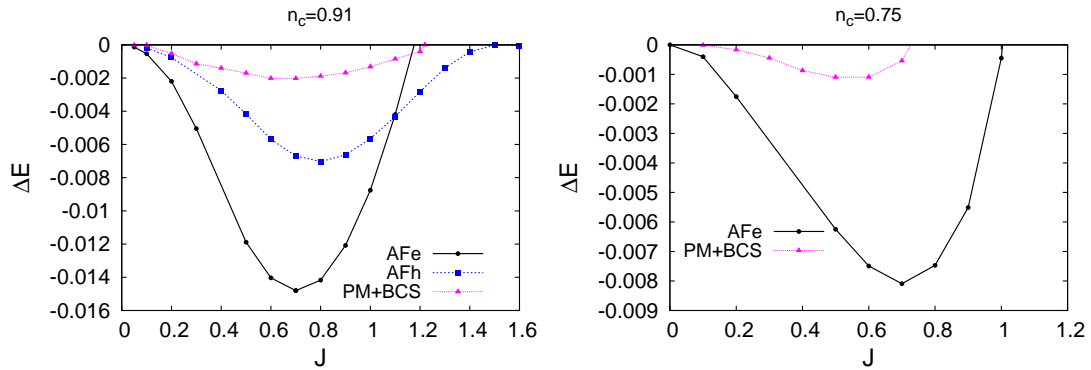 n_c=0.91
0
-0.002
-0.004
-0.006
-0.008
-0.01
-0.012
-0.014
-0.016
ΔE
AFe
AFh
PM+BCS
0 0.2 0.4 0.6 0.8 1 1.2 1.4 1.6
J
n_c=0.75
0
-0.001
-0.002
-0.003
-0.004
-0.005
-0.006
-0.007
-0.008
-0.009
ΔE
AFe
PM+BCS
0 0.2 0.4 0.6 0.8 1 1.2
J